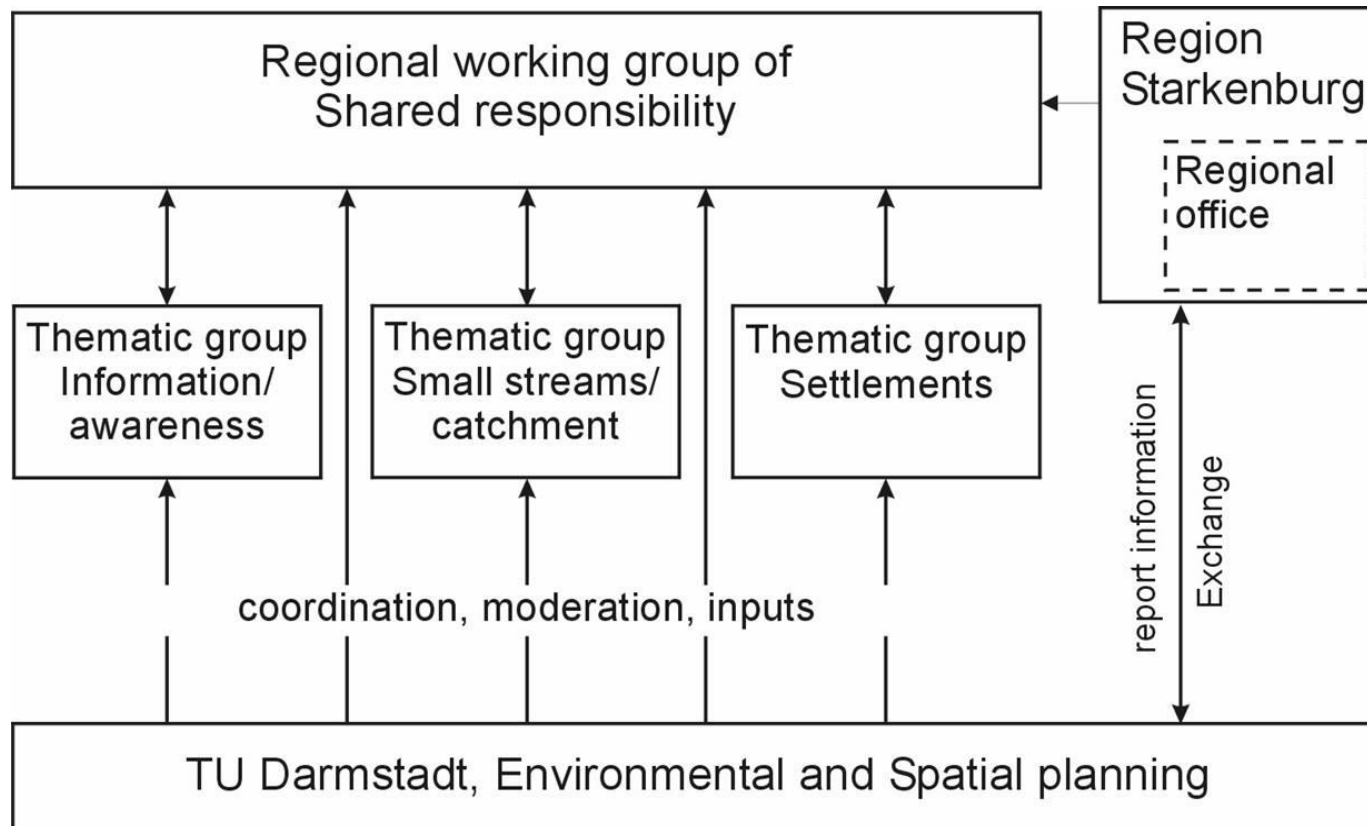 Regional working group of
Shared responsibility
Region
Starkenburg
Regional
office
Thematic group
Information/
awareness
Thematic group
Small streams/
catchment
Thematic group
Settlements
report information
Exchange
coordination, moderation, inputs
TU Darmstadt, Environmental and Spatial planning